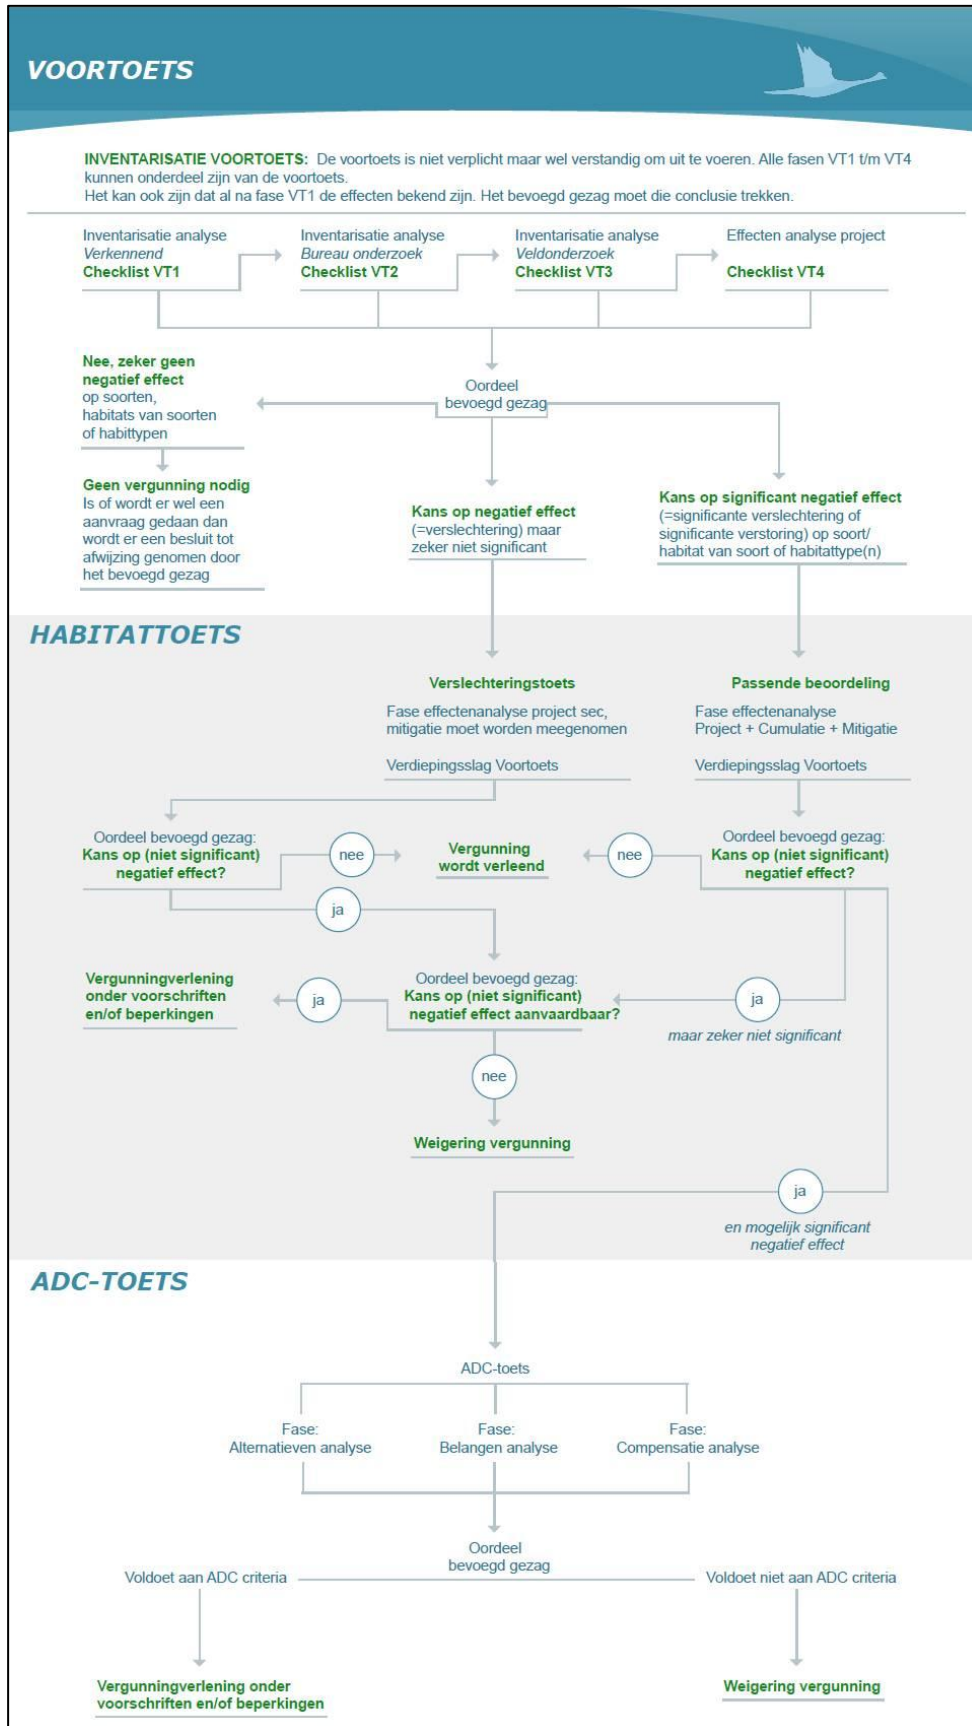 VOORTOETS
INVENTARISATIE VOORTOETS: De voortoets is niet verplicht maar wel verstandig om uit te voeren. Alle fasen VT1 t/m VT4
kunnen onderdeel zijn van de voortoets.
Het kan ook zijn dat al na fase VT1 de effecten bekend zijn. Het bevoegd gezag moet die conclusie trekken.
Inventarisatie analyse
Verkennend
Checklist VT1
Inventarisatie analyse
Bureau onderzoek
Checklist VT2
Inventarisatie analyse
Veldonderzoek
Checklist VT3
Effecten analyse project
Checklist VT4
Oordeel
bevoegd gezag
Nee, zeker geen
negatief effect
op soorten,
habitats van soorten
of habittypen
Geen vergunning nodig
Is of wordt er wel een
aanvraag gedaan dan
wordt er een besluit tot
afwijzing genomen door
het bevoegd gezag
Kans op negatief effect
(=verslechtering) maar
zeker niet significant
Kans op significant negatief effect
(=significante verslechtering of
significante verstoring) op soort/
habitat van soort of habitattype(n)
HABITATTOETS
Verslechteringstoets
Fase effectenanalyse project sec,
mitigatie moet worden meegenomen
Verdiepingsslag Voortoets
Passende beoordeling
Fase effectenanalyse
Project + Cumulatie + Mitigatie
Verdiepingsslag Voortoets
Oordeel bevoegd gezag:
Kans op (niet significant)
negatief effect?
nee
Vergunning
wordt verleend
nee
Oordeel bevoegd gezag:
Kans op (niet significant)
negatief effect?
ja
Vergunningverlening
onder voorschriften
en/of beperkingen
ja
Oordeel bevoegd gezag:
Kans op (niet significant)
negatief effect aanvaardbaar?
ja
maar zeker niet significant
nee
Weigering vergunning
ja
en mogelijk significant
negatief effect
ADC-TOETS
ADC-toets
Fase:
Alternatieven analyse
Fase:
Belangen analyse
Fase:
Compensatie analyse
Oordeel
bevoegd gezag
Voldoet aan ADC criteria
Voldoet niet aan ADC criteria
Vergunningverlening onder
voorschriften en/of beperkingen
Weigering vergunning